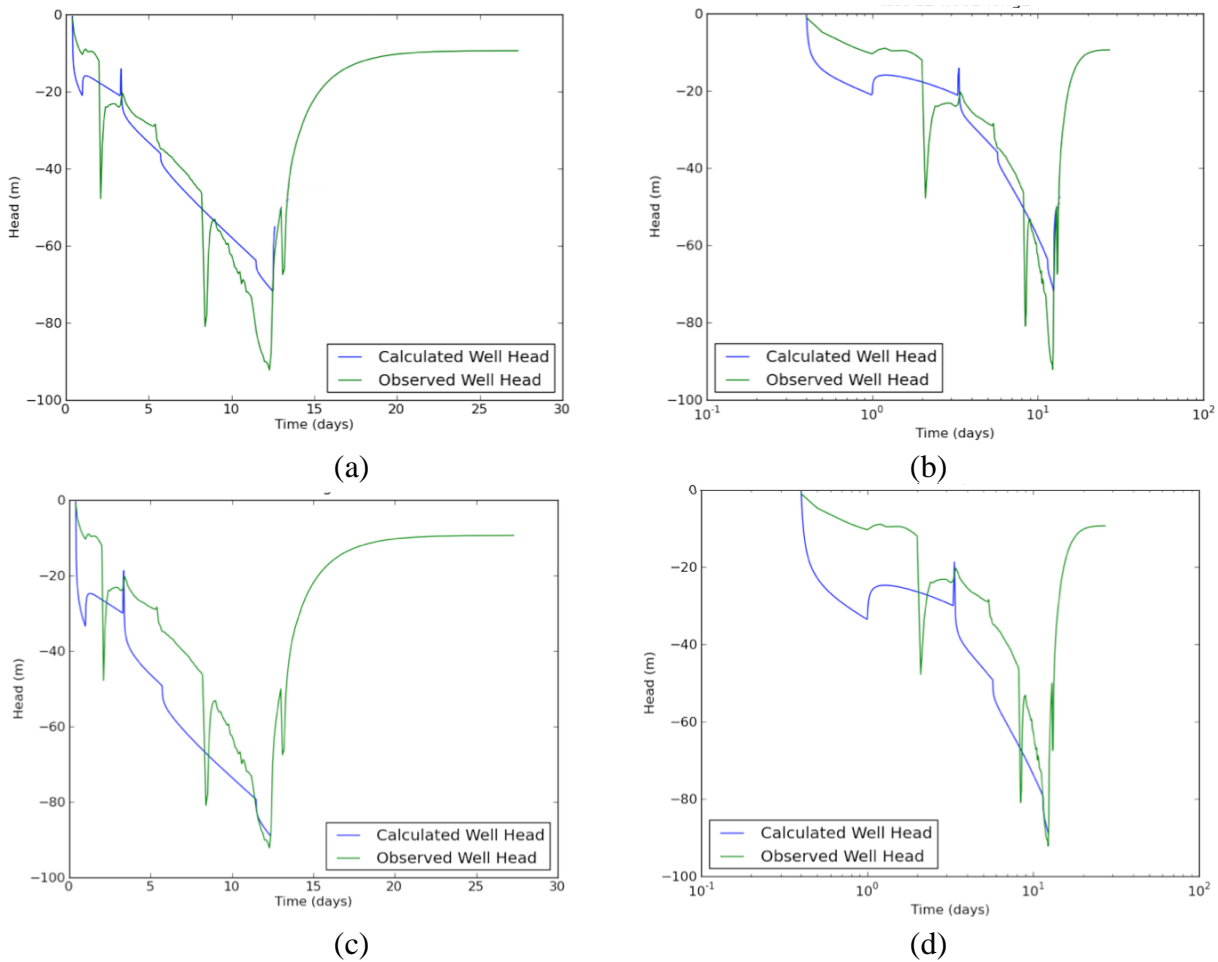 0
−20
−40
−60
−80
−100
Head (m)
0 5 10 15 20 25 30
Time (days)
Calculated Well Head
Observed Well Head
(a)
0
−20
−40
−60
−80
−100
Head (m)
10⁻¹ 10⁰ 10¹ 10²
Time (days)
Calculated Well Head
Observed Well Head
(b)
0
−20
−40
−60
−80
−100
Head (m)
0 5 10 15 20 25 30
Time (days)
Calculated Well Head
Observed Well Head
(c)
0
−20
−40
−60
−80
−100
Head (m)
10⁻¹ 10⁰ 10¹ 10²
Time (days)
Calculated Well Head
Observed Well Head
(d)